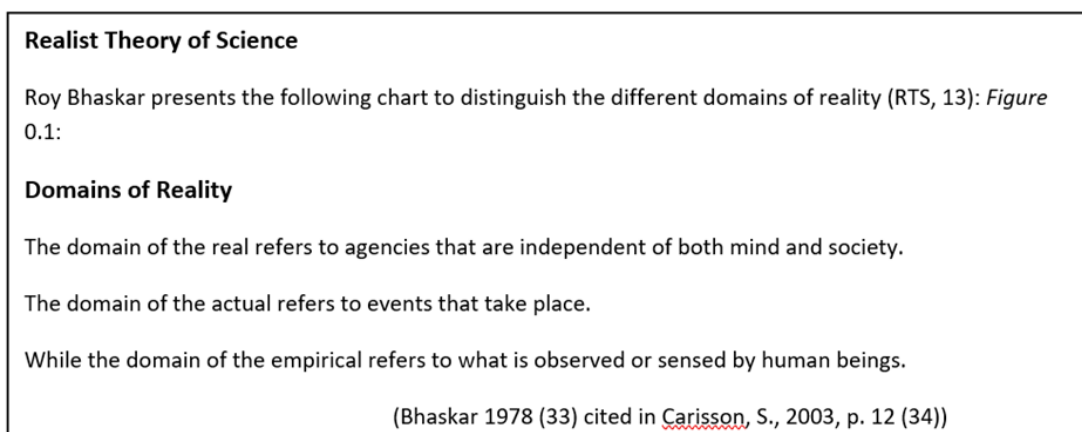 Realist Theory of Science
Roy Bhaskar presents the following chart to distinguish the different domains of reality (RTS, 13): Figure
0.1:
Domains of Reality
The domain of the real refers to agencies that are independent of both mind and society.
The domain of the actual refers to events that take place.
While the domain of the empirical refers to what is observed or sensed by human beings.
(Bhaskar 1978 (33) cited in Carisson, S., 2003, p. 12 (34))